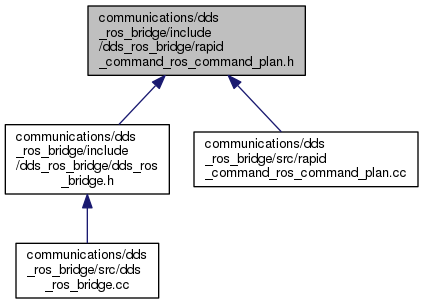 communications/dds
_ros_bridge/include
/dds_ros_bridge/rapid
_command_ros_command_plan.h
communications/dds
_ros_bridge/include
/dds_ros_bridge/dds_ros
_bridge.h
communications/dds
_ros_bridge/src/rapid
_command_ros_command_plan.cc
communications/dds
_ros_bridge/src/dds
_ros_bridge.cc